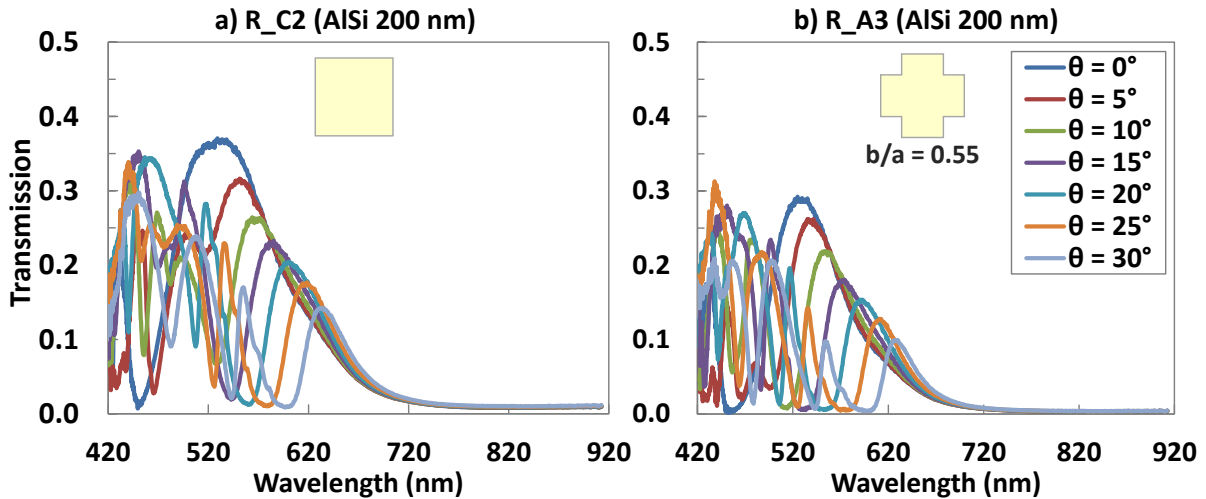 a) R_C2 (AlSi 200 nm)
b) R_A3 (AlSi 200 nm)
Transmission
0.5
0.4
0.3
0.2
0.1
0.0
420 520 620 720 820 920
Wavelength (nm)
0.5
0.4
0.3
0.2
0.1
0.0
420 520 620 720 820 920
Wavelength (nm)
b/a = 0.55
θ = 0°
θ = 5°
θ = 10°
θ = 15°
θ = 20°
θ = 25°
θ = 30°